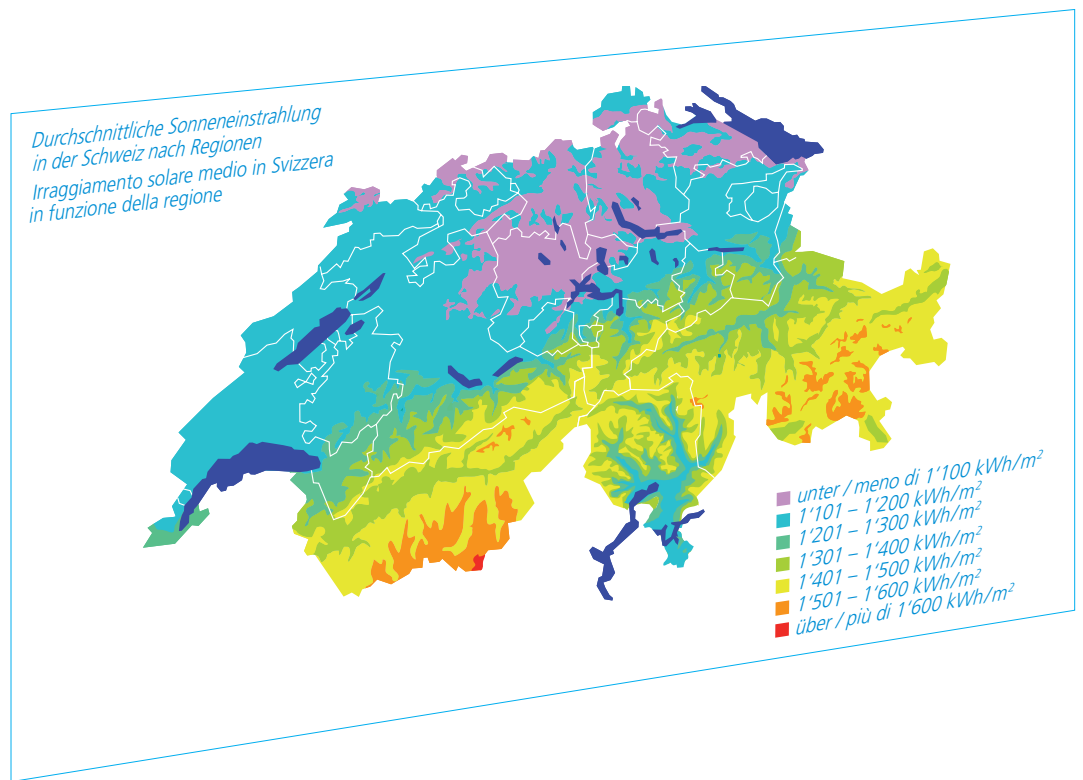 Durchschnittliche Sonneneinstrahlung
in der Schweiz nach Regionen
Irraggiamento solare medio in Svizzera
in funzione della regione
unter / meno di 1’100 kWh/m²
1’101 – 1’200 kWh/m²
1’201 – 1’300 kWh/m²
1’301 – 1’400 kWh/m²
1’401 – 1’500 kWh/m²
1’501 – 1’600 kWh/m²
über / più di 1’600 kWh/m²